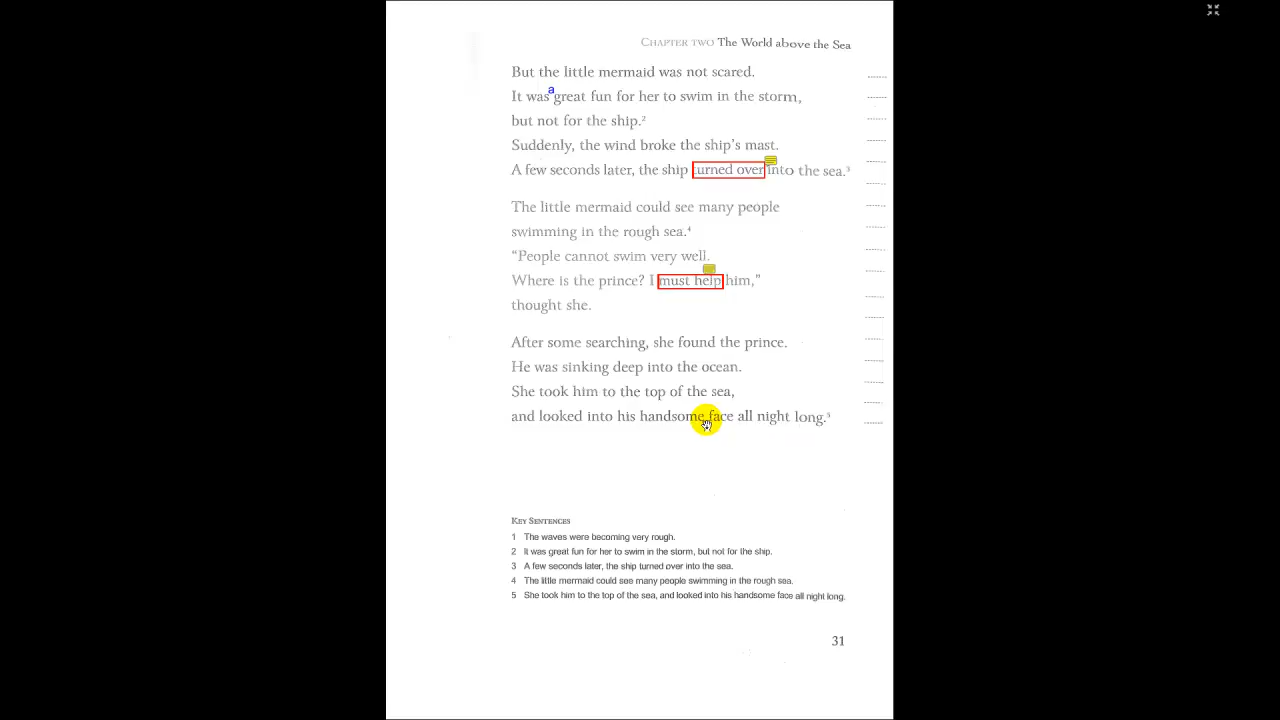 CHAPTER TWO The World above the Sea
But the little mermaid was not scared.
It was a great fun for her to swim in the storm,
but not for the ship.2
Suddenly, the wind broke the ship's mast.
A few seconds later, the ship turned over into the sea.3
The little mermaid could see many people
swimming in the rough sea.4
"People cannot swim very well.
Where is the prince? I must help him,"
thought she.
After some searching, she found the prince.
He was sinking deep into the ocean.
She took him to the top of the sea,
and looked into his handsome face all night long.5
KEY SENTENCES
1 The waves were becoming very rough.
2 It was great fun for her to swim in the storm, but not for the ship.
3 A few seconds later, the ship turned over into the sea.
4 The little mermaid could see many people swimming in the rough sea.
5 She took him to the top of the sea, and looked into his handsome face all night long.
31